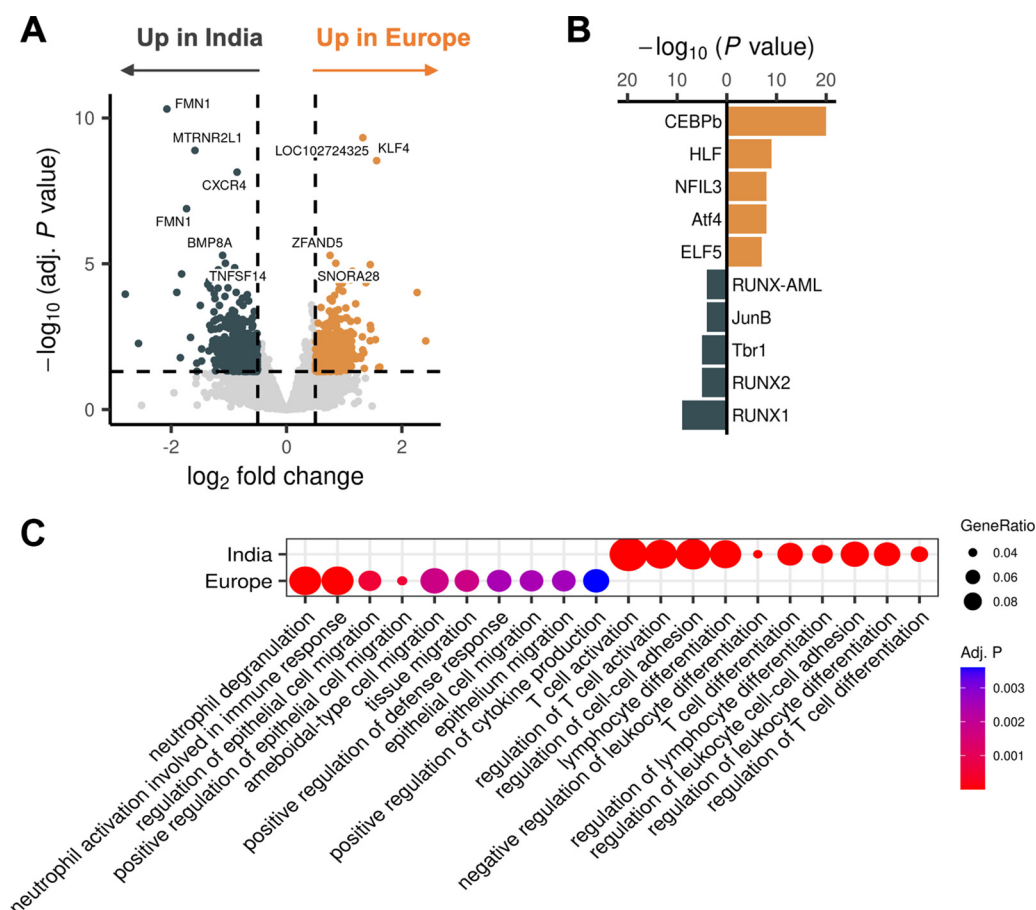 A
Up in India
Up in Europe
−log10 (adj. P value)
10
5
0
FMN1
MTRNR2L1
CXCR4
FMN1
BMP8A
TNFSF14
LOC102724325
KLF4
ZFAND5
SNORA28
-2
0
2
log2 fold change
B
−log10 (P value)
20 10 0 10 20
CEBPb
HLF
NFIL3
Atf4
ELF5
RUNX-AML
JunB
Tbr1
RUNX2
RUNX1
C
India
Europe
neutrophil degranulation
neutrophil activation involved in immune response
regulation of epithelial cell migration
positive regulation of epithelial cell migration
ameboidal-type cell migration
tissue migration
positive regulation of defense response
epithelial cell migration
epithelium migration
positive regulation of cytokine production
T cell activation
regulation of T cell activation
regulation of cell-cell adhesion
lymphocyte differentiation
negative regulation of leukocyte differentiation
T cell differentiation
regulation of lymphocyte differentiation
regulation of leukocyte cell-cell adhesion
regulation of leukocyte differentiation
regulation of T cell differentiation
GeneRatio
0.04
0.06
0.08
Adj. P
0.003
0.002
0.001